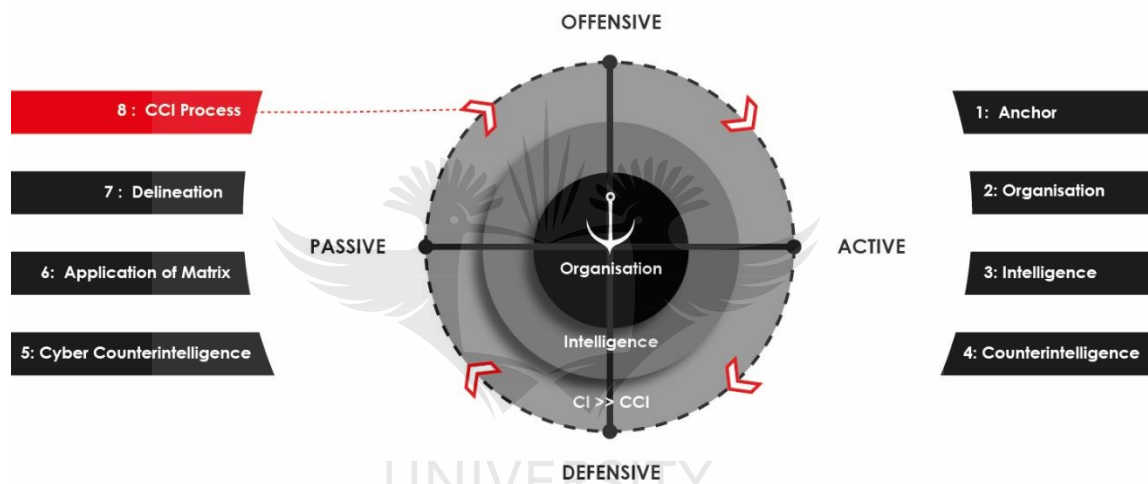 OFFENSIVE
8 : CCI Process
7 : Delineation
6: Application of Matrix
5: Cyber Counterintelligence
PASSIVE
Organisation
Intelligence
CI >> CCI
ACTIVE
1: Anchor
2: Organisation
3: Intelligence
4: Counterintelligence
DEFENSIVE
UNIVERSITY